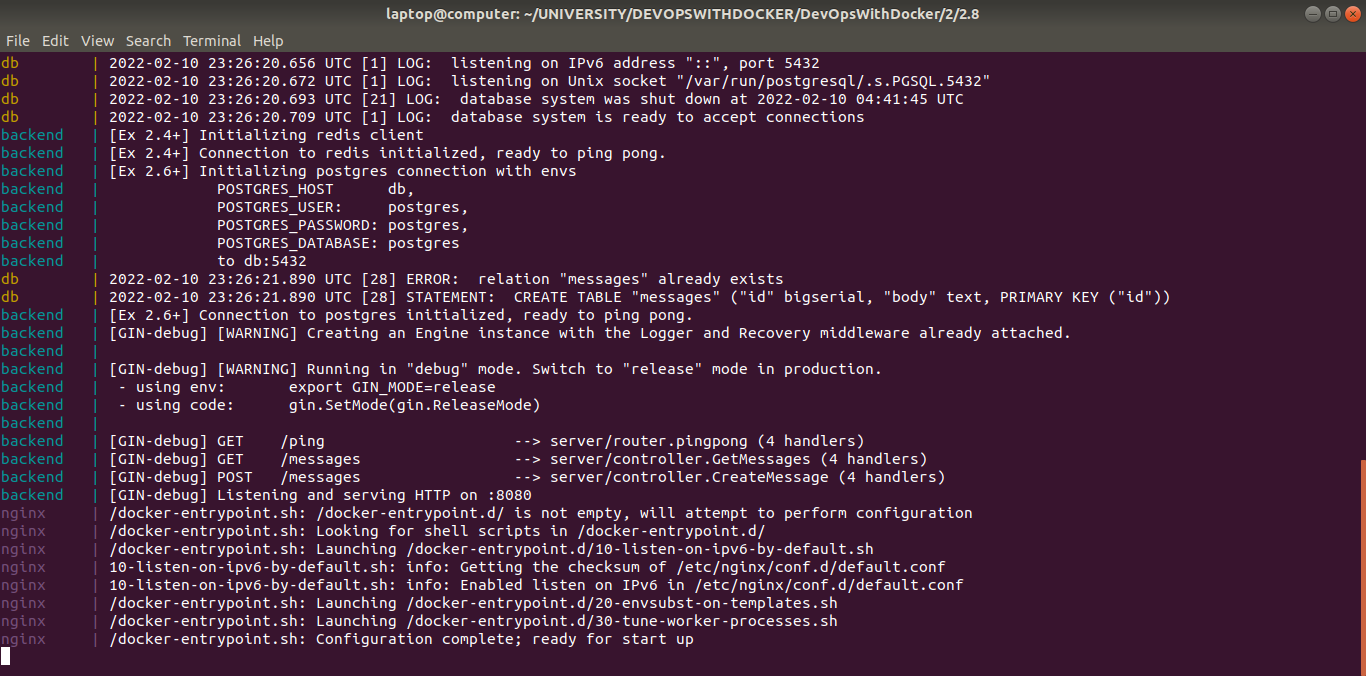 laptop@computer: ~/UNIVERSITY/DEVOPSWITHDOCKER/DevOpsWithDocker/2/2.8
File Edit View Search Terminal Help
db | 2022-02-10 23:26:20.656 UTC [1] LOG:  listening on IPv6 address "::", port 5432
db | 2022-02-10 23:26:20.672 UTC [1] LOG:  listening on Unix socket "/var/run/postgresql/.s.PGSQL.5432"
db | 2022-02-10 23:26:20.693 UTC [21] LOG:  database system was shut down at 2022-02-10 04:41:45 UTC
db | 2022-02-10 23:26:20.709 UTC [1] LOG:  database system is ready to accept connections
backend | [Ex 2.4+] Initializing redis client
backend | [Ex 2.4+] Connection to redis initialized, ready to ping pong.
backend | [Ex 2.6+] Initializing postgres connection with envs
backend | POSTGRES_HOST db,
backend | POSTGRES_USER: postgres,
backend | POSTGRES_PASSWORD: postgres,
backend | POSTGRES_DATABASE: postgres
backend | to db:5432
db | 2022-02-10 23:26:21.890 UTC [28] ERROR:  relation "messages" already exists
db | 2022-02-10 23:26:21.890 UTC [28] STATEMENT:  CREATE TABLE "messages" ("id" bigserial, "body" text, PRIMARY KEY ("id"))
backend | [Ex 2.6+] Connection to postgres initialized, ready to ping pong.
backend | [GIN-debug] [WARNING] Creating an Engine instance with the Logger and Recovery middleware already attached.
backend |
backend | [GIN-debug] [WARNING] Running in "debug" mode. Switch to "release" mode in production.
backend | - using env: export GIN_MODE=release
backend | - using code: gin.SetMode(gin.ReleaseMode)
backend |
backend | [GIN-debug] GET /ping --> server/router.pingpong (4 handlers)
backend | [GIN-debug] GET /messages --> server/controller.GetMessages (4 handlers)
backend | [GIN-debug] POST /messages --> server/controller.CreateMessage (4 handlers)
backend | [GIN-debug] Listening and serving HTTP on :8080
nginx | /docker-entrypoint.sh: /docker-entrypoint.d/ is not empty, will attempt to perform configuration
nginx | /docker-entrypoint.sh: Looking for shell scripts in /docker-entrypoint.d/
nginx | /docker-entrypoint.sh: Launching /docker-entrypoint.d/10-listen-on-ipv6-by-default.sh
nginx | 10-listen-on-ipv6-by-default.sh: info: Getting the checksum of /etc/nginx/conf.d/default.conf
nginx | 10-listen-on-ipv6-by-default.sh: info: Enabled listen on IPv6 in /etc/nginx/conf.d/default.conf
nginx | /docker-entrypoint.sh: Launching /docker-entrypoint.d/20-envsubst-on-templates.sh
nginx | /docker-entrypoint.sh: Launching /docker-entrypoint.d/30-tune-worker-processes.sh
nginx | /docker-entrypoint.sh: Configuration complete; ready for start up